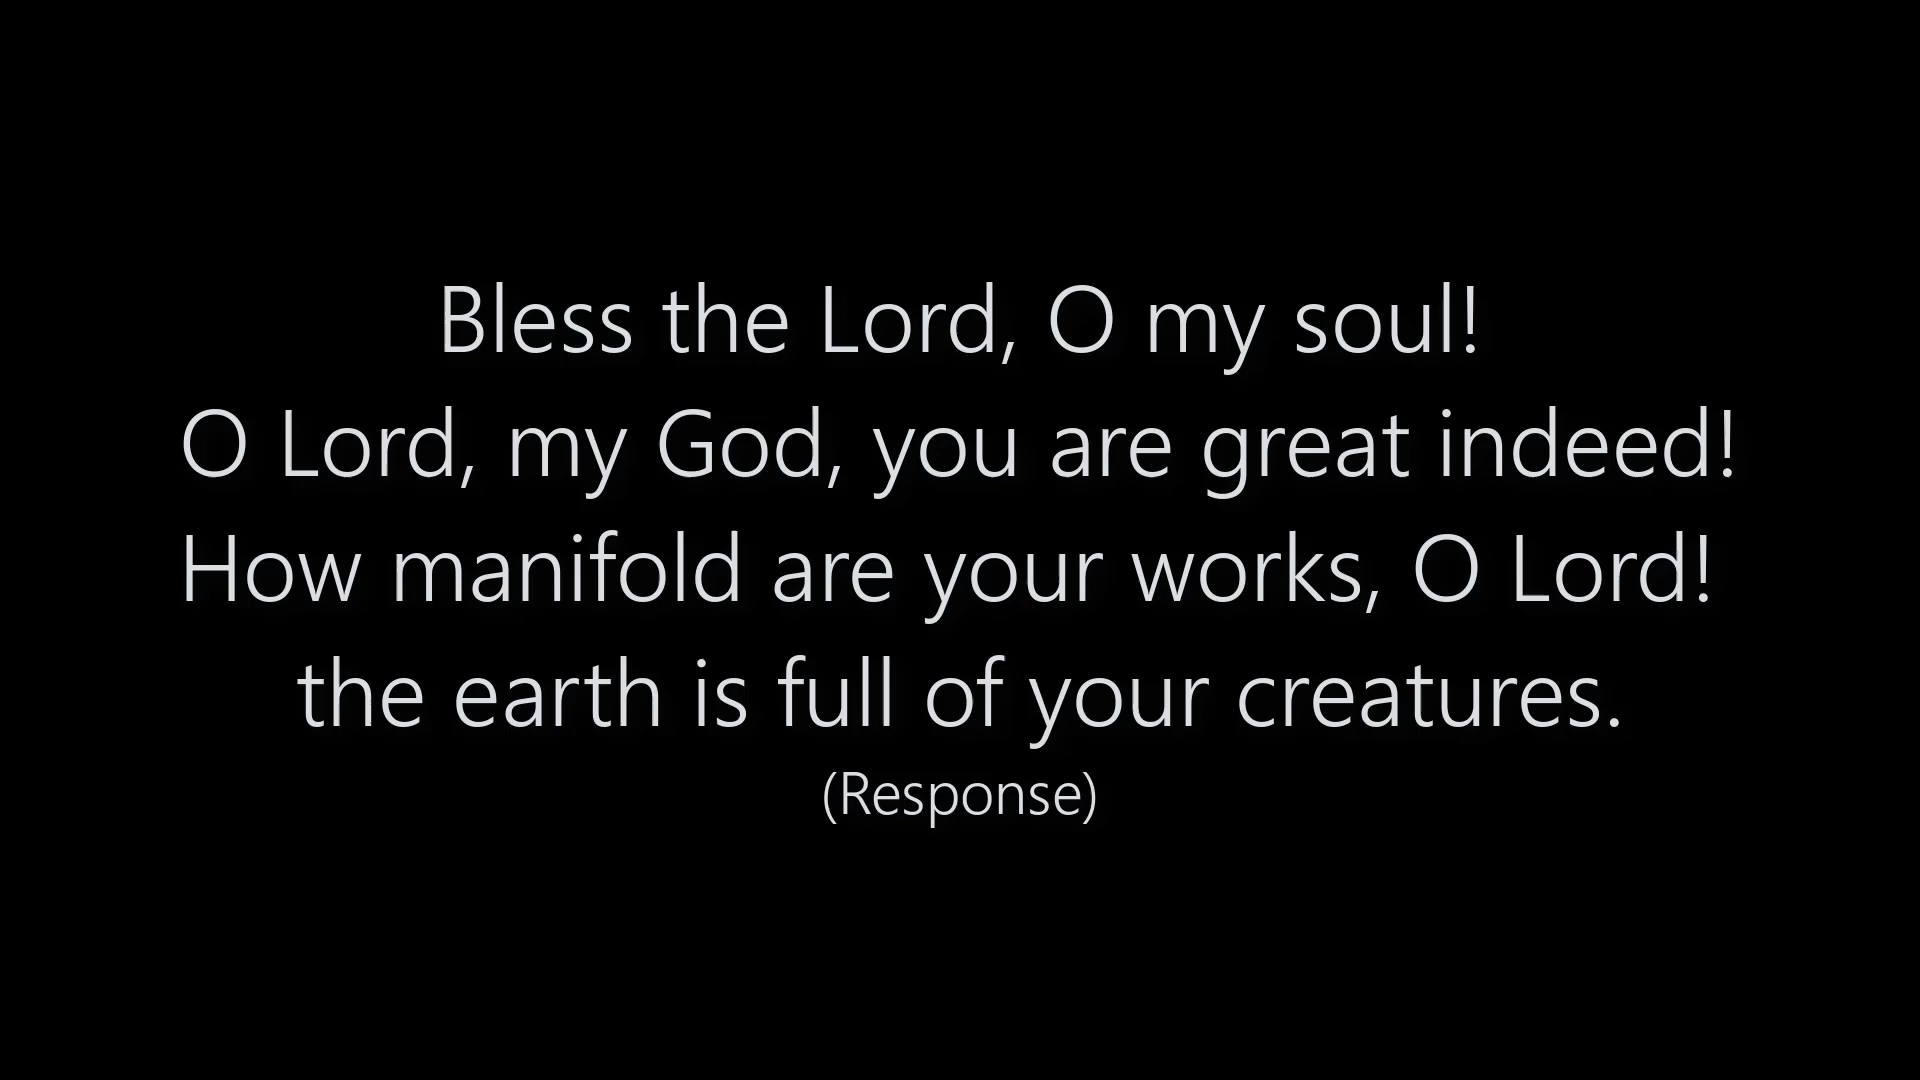 Bless the Lord, O my soul!
O Lord, my God, you are great indeed!
How manifold are your works, O Lord!
the earth is full of your creatures.
(Response)